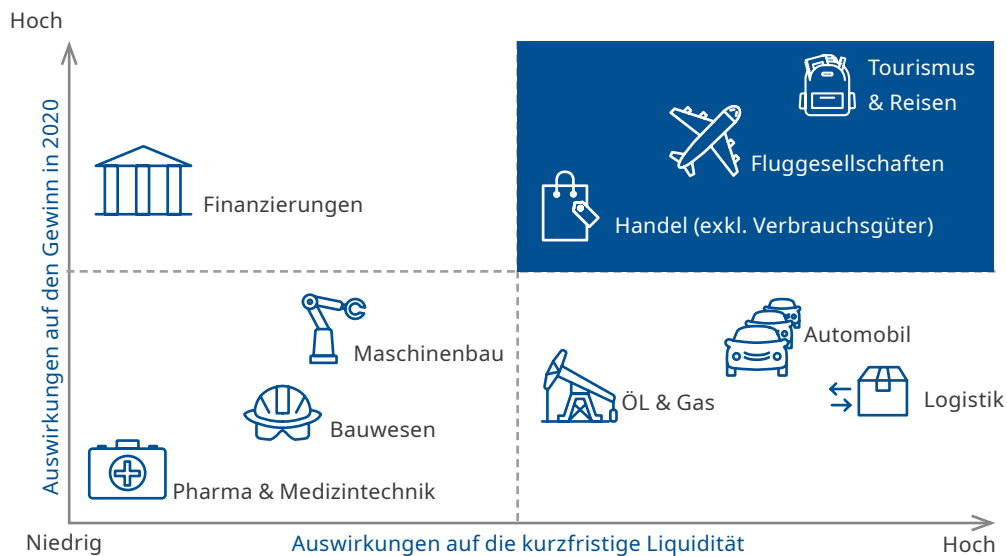 Hoch
Auswirkungen auf den Gewinn in 2020
Tourismus
& Reisen
Fluggesellschaften
Finanzierungen
Handel (exkl. Verbrauchsgüter)
Maschinenbau
Automobil
ÖL & Gas
Logistik
Bauwesen
Pharma & Medizintechnik
Niedrig
Auswirkungen auf die kurzfristige Liquidität
Hoch